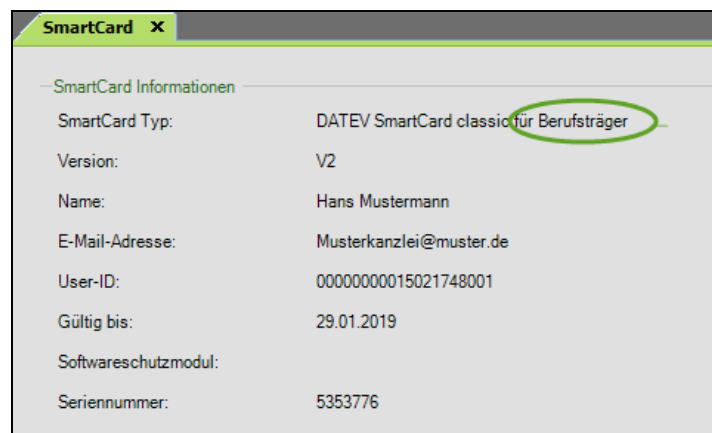 SmartCard X
SmartCard Informationen
SmartCard Typ: DATEV SmartCard classic für Berufsträger
Version: V2
Name: Hans Mustermann
E-Mail-Adresse: Musterkanzlei@muster.de
User-ID: 00000000015021748001
Gültig bis: 29.01.2019
Softwareschutzmodul:
Seriennummer: 5353776